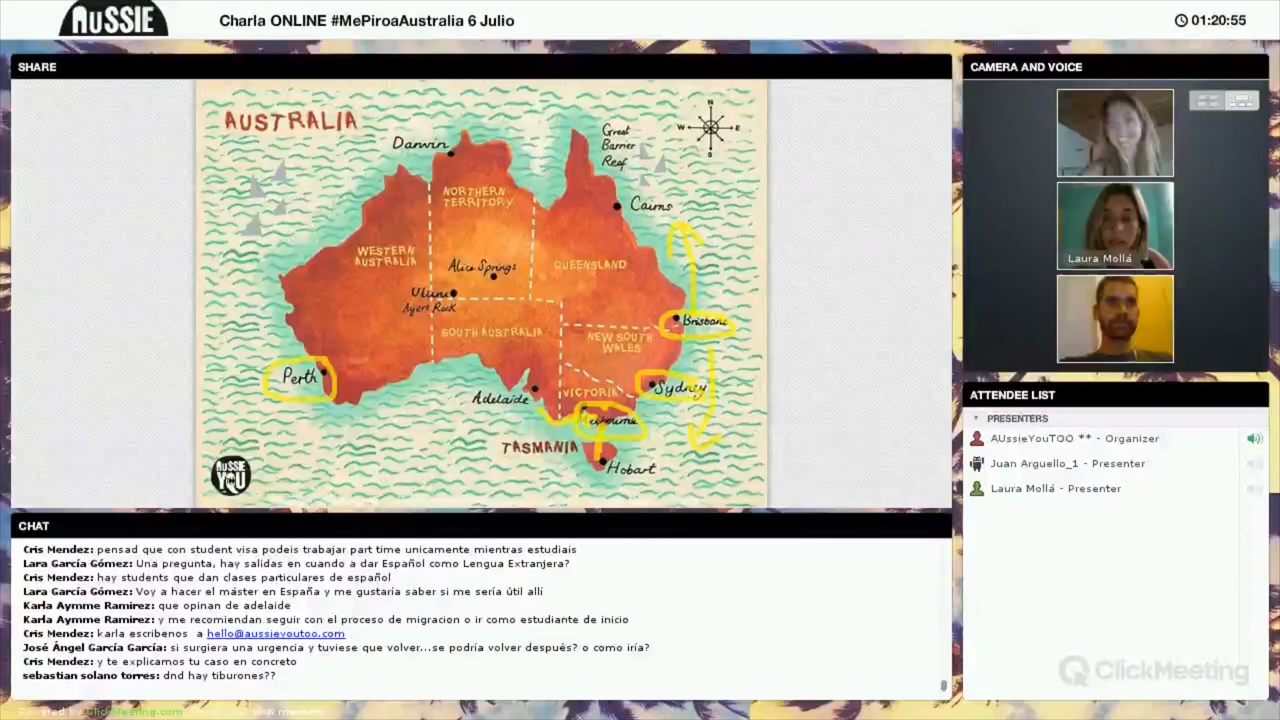 AUSSIE
Charla ONLINE #MePiroaAustralia 6 Julio
01:20:55
SHARE
AUSTRALIA
N
W E
S
Darwin
Great
Barrier
Reef
NORTHERN
TERRITORY
Cairns
WESTERN
AUSTRALIA
Alice Springs
QUEENSLAND
Uluru
Ayers Rock
SOUTH AUSTRALIA
Brisbane
NEW SOUTH
WALES
Perth
Adelaide
VICTORIA
Sydney
Melbourne
TASMANIA
Hobart
AUSSIE
YOU
CAMERA AND VOICE
Laura Mollá
ATTENDEE LIST
PRESENTERS
AUssieYouTOO ** - Organizer
Juan Arguello_1 - Presenter
Laura Mollá - Presenter
CHAT
Cris Mendez: pensad que con student visa podeis trabajar part time unicamente mientras estudiais
Lara García Gómez: Una pregunta, hay salidas en cuando a dar Español como Lengua Extranjera?
Cris Mendez: hay students que dan clases particulares de español
Lara García Gómez: Voy a hacer el máster en España y me gustaría saber si me sería útil allí
Karla Aymme Ramirez: que opinan de adelaide
Karla Aymme Ramirez: y me recomiendan seguir con el proceso de migracion o ir como estudiante de inicio
Cris Mendez: karla escribenos a hello@aussieyoutoo.com
José Ángel García García: si surgiera una urgencia y tuviese que volver...se podría volver después? o como iría?
Cris Mendez: y te explicamos tu caso en concreto
sebastian solano torres: dnd hay tiburones??
ClickMeeting
Powered by ClickMeeting.com